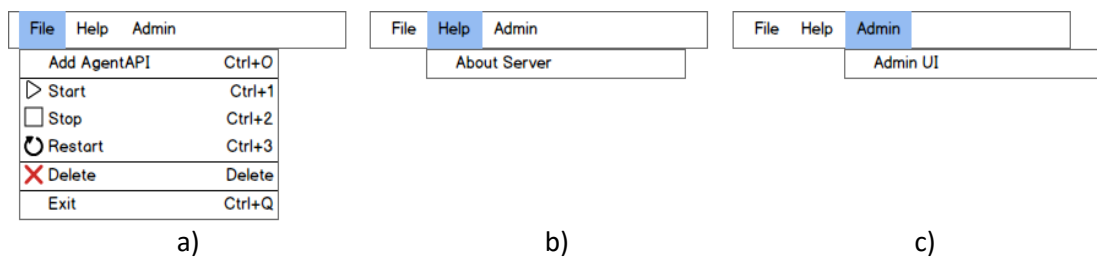 File Help Admin
Add AgentAPI Ctrl+O
Start Ctrl+1
Stop Ctrl+2
Restart Ctrl+3
Delete Delete
Exit Ctrl+Q
a)
File Help Admin
About Server
b)
File Help Admin
Admin UI
c)